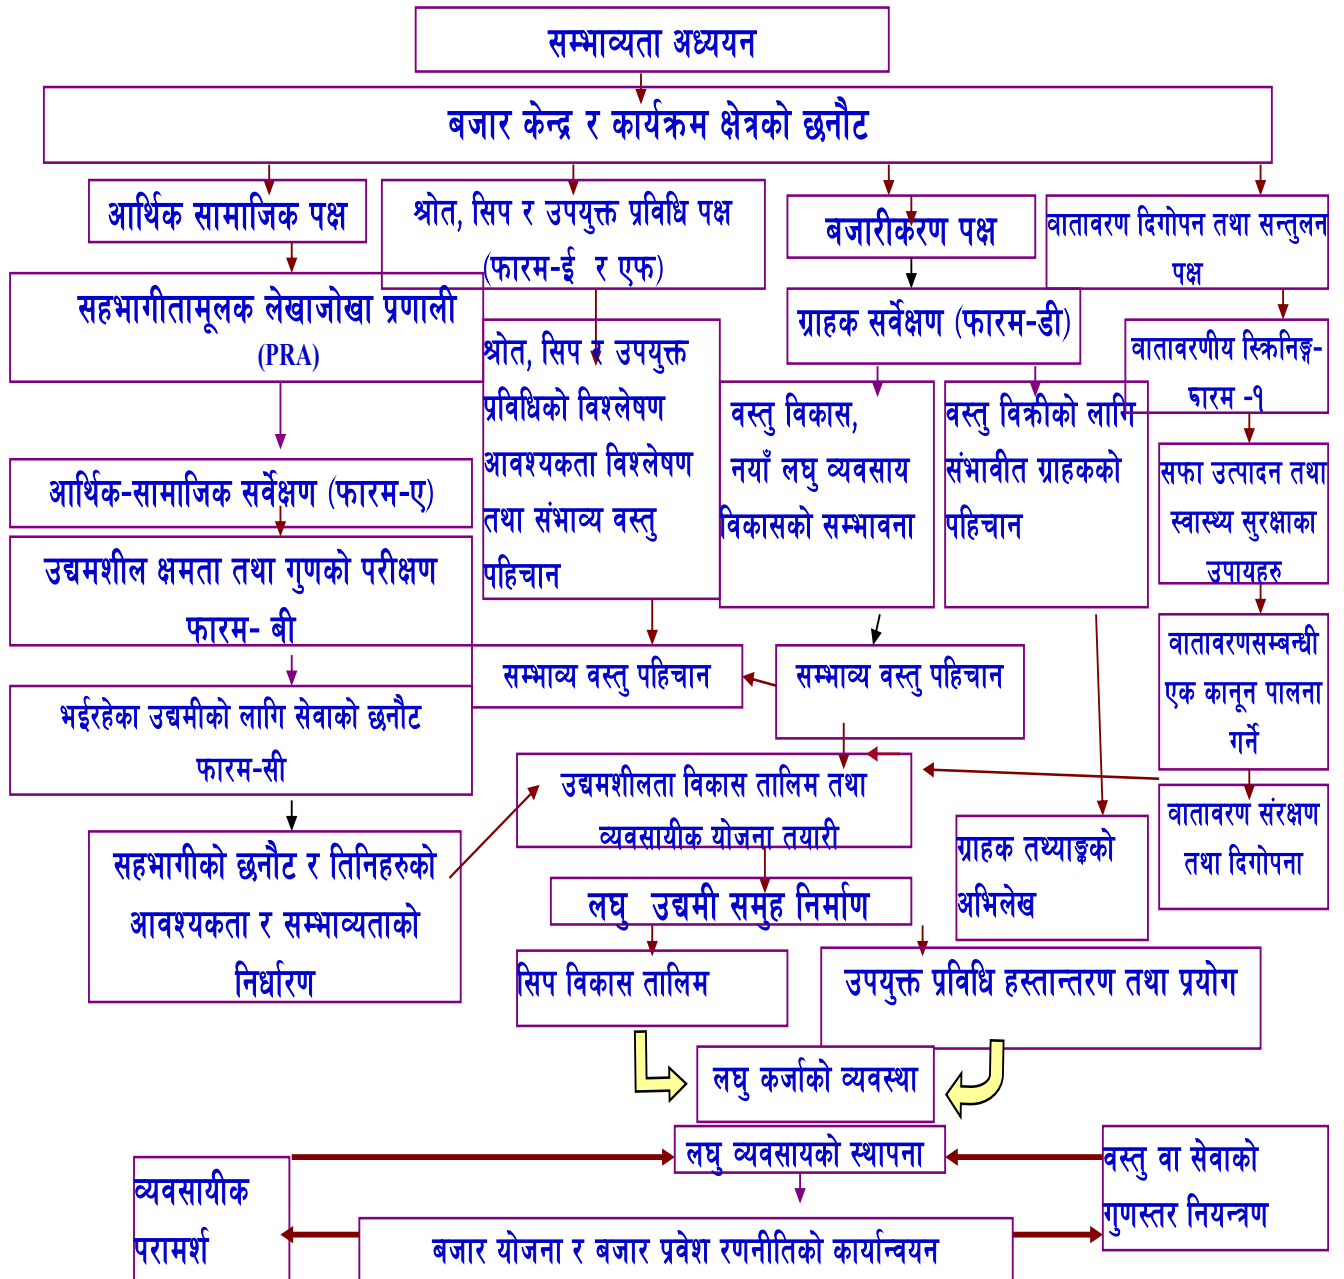 सम्भाव्यता अध्ययन
बजार केन्द्र र कार्यक्रम क्षेत्रको छनौट
आर्थिक सामाजिक पक्ष
श्रोत, सिप र उपयुक्त प्रविधि पक्ष
(फारम-ई र एफ)
बजारीकरण पक्ष
वातावरण दिगोपन तथा सन्तुलन
पक्ष
सहभागीतामूलक लेखाजोखा प्रणाली
(PRA)
श्रोत, सिप र उपयुक्त
प्रविधिको विश्लेषण
आवश्यकता विश्लेषण
तथा संभाव्य वस्तु
पहिचान
ग्राहक सर्वेक्षण (फारम-डी)
वातावरणीय स्क्रिनिङ्ग-
फारम -१
वस्तु विकास,
नयाँ लघु व्यवसाय
विकासको सम्भावना
वस्तु विक्रीको लागि
संभावीत ग्राहकको
पहिचान
आर्थिक-सामाजिक सर्वेक्षण (फारम-ए)
सफा उत्पादन तथा
स्वास्थ्य सुरक्षाका
उपायहरु
उद्यमशील क्षमता तथा गुणको परीक्षण
फारम- बी
वातावरणसम्बन्धी
एक कानून पालना
गर्ने
सम्भाव्य वस्तु पहिचान
सम्भाव्य वस्तु पहिचान
भईरहेका उद्यमीको लागि सेवाको छनौट
फारम-सी
उद्यमशीलता विकास तालिम तथा
व्यवसायीक योजना तयारी
वातावरण संरक्षण
तथा दिगोपना
सहभागीको छनौट र तिनिहरुको
आवश्यकता र सम्भाव्यताको
निर्धारण
ग्राहक तथ्याङ्कको
अभिलेख
लघु उद्यमी समुह निर्माण
सिप विकास तालिम
उपयुक्त प्रविधि हस्तान्तरण तथा प्रयोग
लघु कर्जाको व्यवस्था
लघु व्यवसायको स्थापना
वस्तु वा सेवाको
गुणस्तर नियन्त्रण
व्यवसायीक
परामर्श
बजार योजना र बजार प्रवेश रणनीतिको कार्यान्वयन